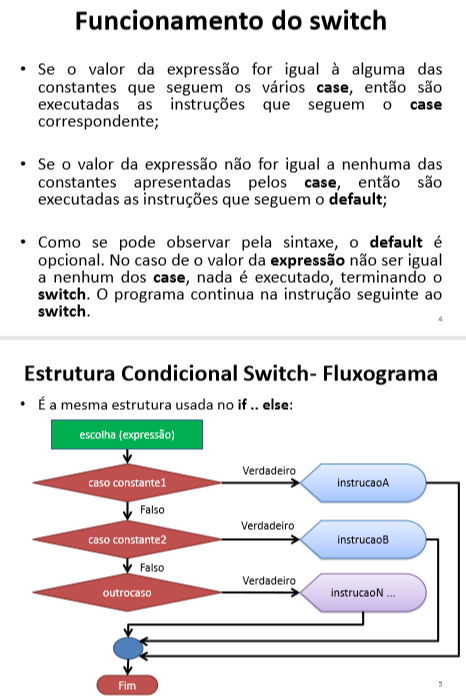 Funcionamento do switch
• Se o valor da expressão for igual à alguma das
constantes que seguem os vários case, então são
executadas as instruções que seguem o case
correspondente;
• Se o valor da expressão não for igual a nenhuma das
constantes apresentadas pelos case, então são
executadas as instruções que seguem o default;
• Como se pode observar pela sintaxe, o default é
opcional. No caso de o valor da expressão não ser igual
a nenhum dos case, nada é executado, terminando o
switch. O programa continua na instrução seguinte ao
switch.
4
Estrutura Condicional Switch- Fluxograma
• É a mesma estrutura usada no if .. else:
escolha (expressão)
caso constante1
Verdadeiro
instrucaoA
Falso
caso constante2
Verdadeiro
instrucaoB
Falso
outrocaso
Verdadeiro
instrucaoN ...
Fim
5